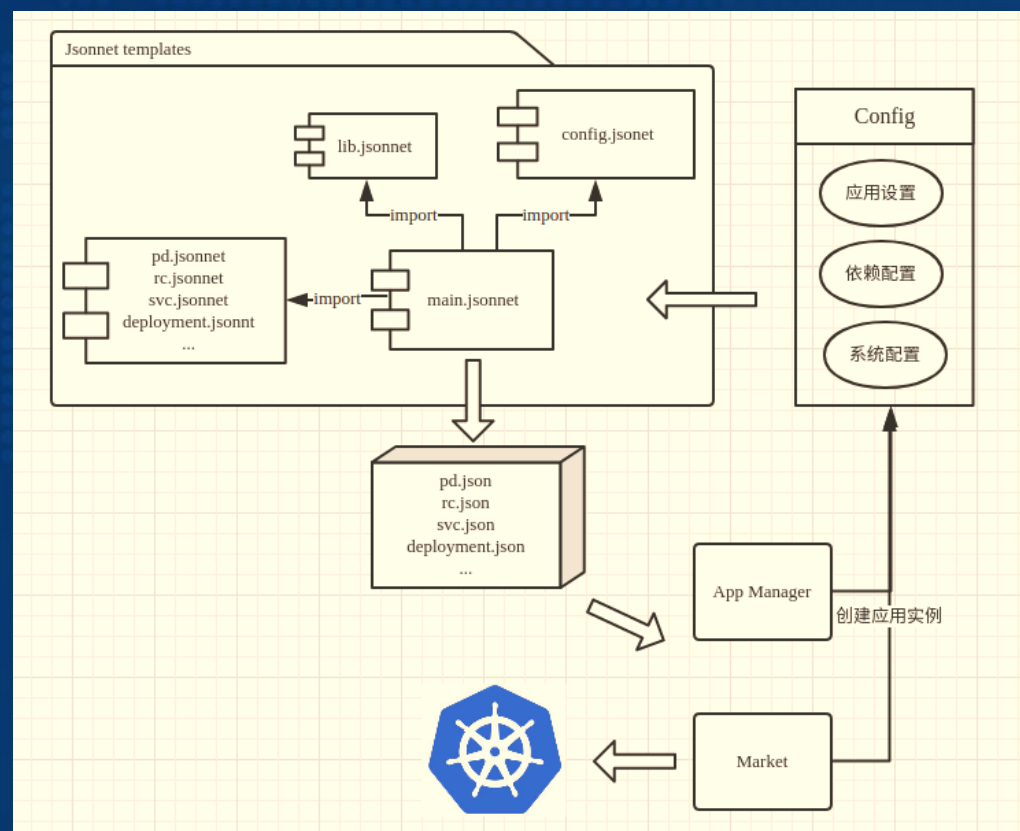 Jsonnet templates
lib.jsonnet
config.jsonet
import
import
pd.jsonnet
rc.jsonnet
svc.jsonnet
deployment.jsonnt
...
import
main.jsonnet
Config
应用设置
依赖配置
系统配置
pd.json
rc.json
svc.json
deployment.json
...
App Manager
创建应用实例
Market